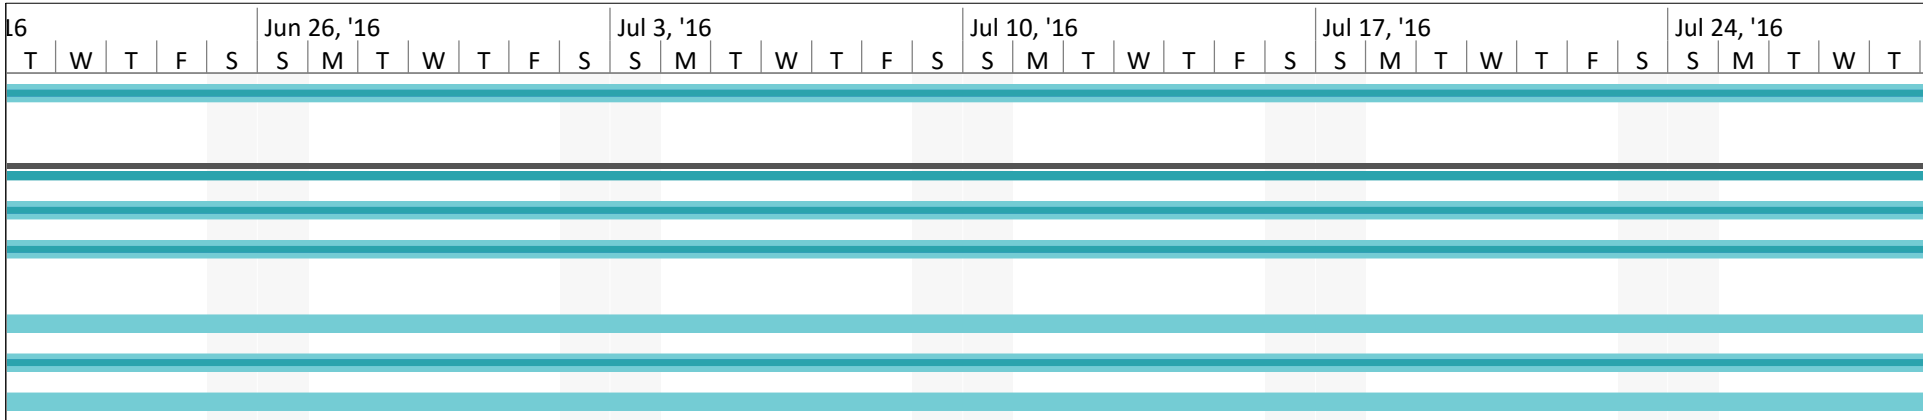 16 Jun 26, '16 Jul 3, '16 Jul 10, '16 Jul 17, '16 Jul 24, '16
T W T F S S M T W T F S S M T W T F S S M T W T F S S M T W T F S S M T W T